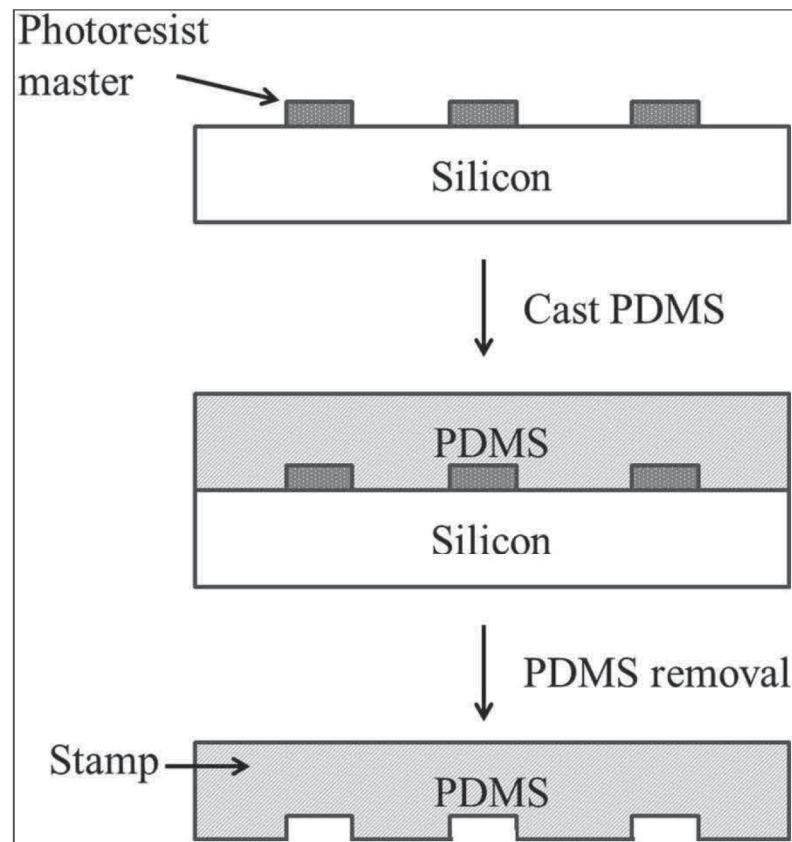 Photoresist
master
Silicon
Cast PDMS
PDMS
Silicon
PDMS removal
Stamp
PDMS